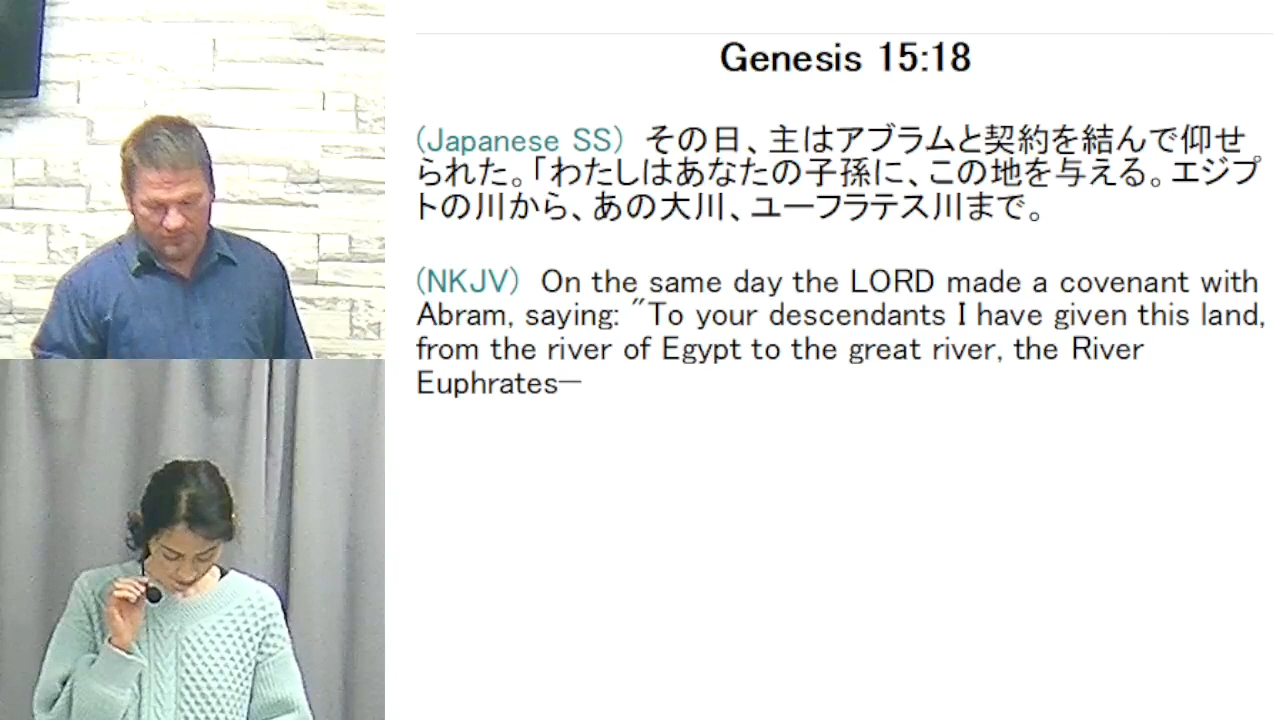 Genesis 15:18
(Japanese SS) その日、主はアブラムと契約を結んで仰せ
られた。「わたしはあなたの子孫に、この地を与える。エジプ
トの川から、あの大川、ユーフラテス川まで。
(NKJV) On the same day the LORD made a covenant with
Abram, saying: "To your descendants I have given this land,
from the river of Egypt to the great river, the River
Euphrates—